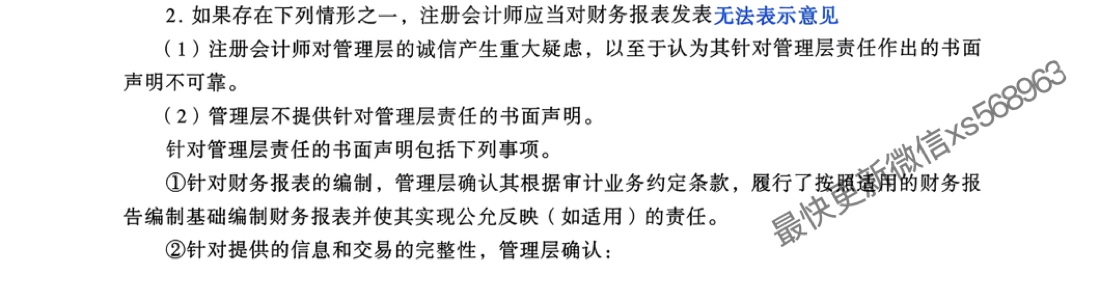 2. 如果存在下列情形之一，注册会计师应当对财务报表发表无法表示意见
（1）注册会计师对管理层的诚信产生重大疑虑，以至于认为其针对管理层责任作出的书面
声明不可靠。
（2）管理层不提供针对管理层责任的书面声明。
针对管理层责任的书面声明包括下列事项。
①针对财务报表的编制，管理层确认其根据审计业务约定条款，履行了按照适用的财务报
告编制基础编制财务报表并使其实现公允反映（如适用）的责任。
②针对提供的信息和交易的完整性，管理层确认：
最快更新微信xs568963